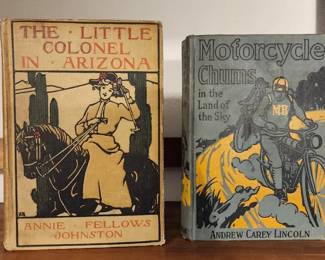 THE · LITTLE
COLONEL
IN · ARIZONA
ANNIE · FELLOWS
JOHNSTON
Motorcycle
Chums
in the
Land of
the Sky
MB
ANDREW CAREY LINCOLN